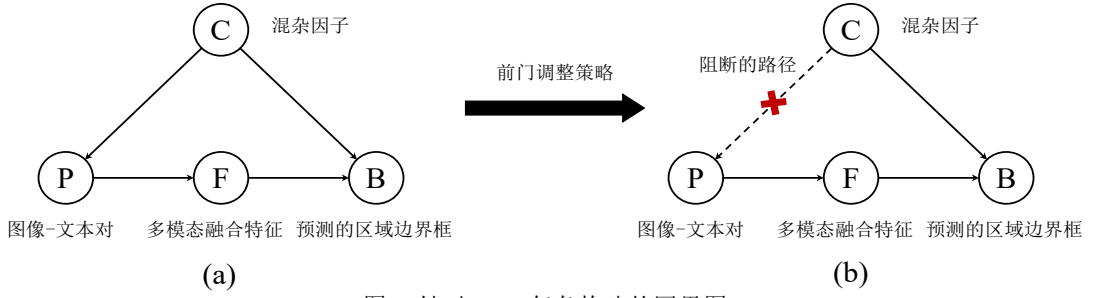 C 混杂因子
P F B
图像-文本对 多模态融合特征 预测的区域边界框
(a)
前门调整策略
C 混杂因子
阻断的路径
P F B
图像-文本对 多模态融合特征 预测的区域边界框
(b)